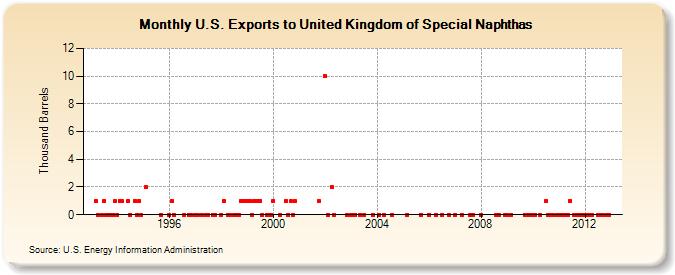 Monthly U.S. Exports to United Kingdom of Special Naphthas
Thousand Barrels
12
10
8
6
4
2
0
1996 2000 2004 2008 2012
Source: U.S. Energy Information Administration